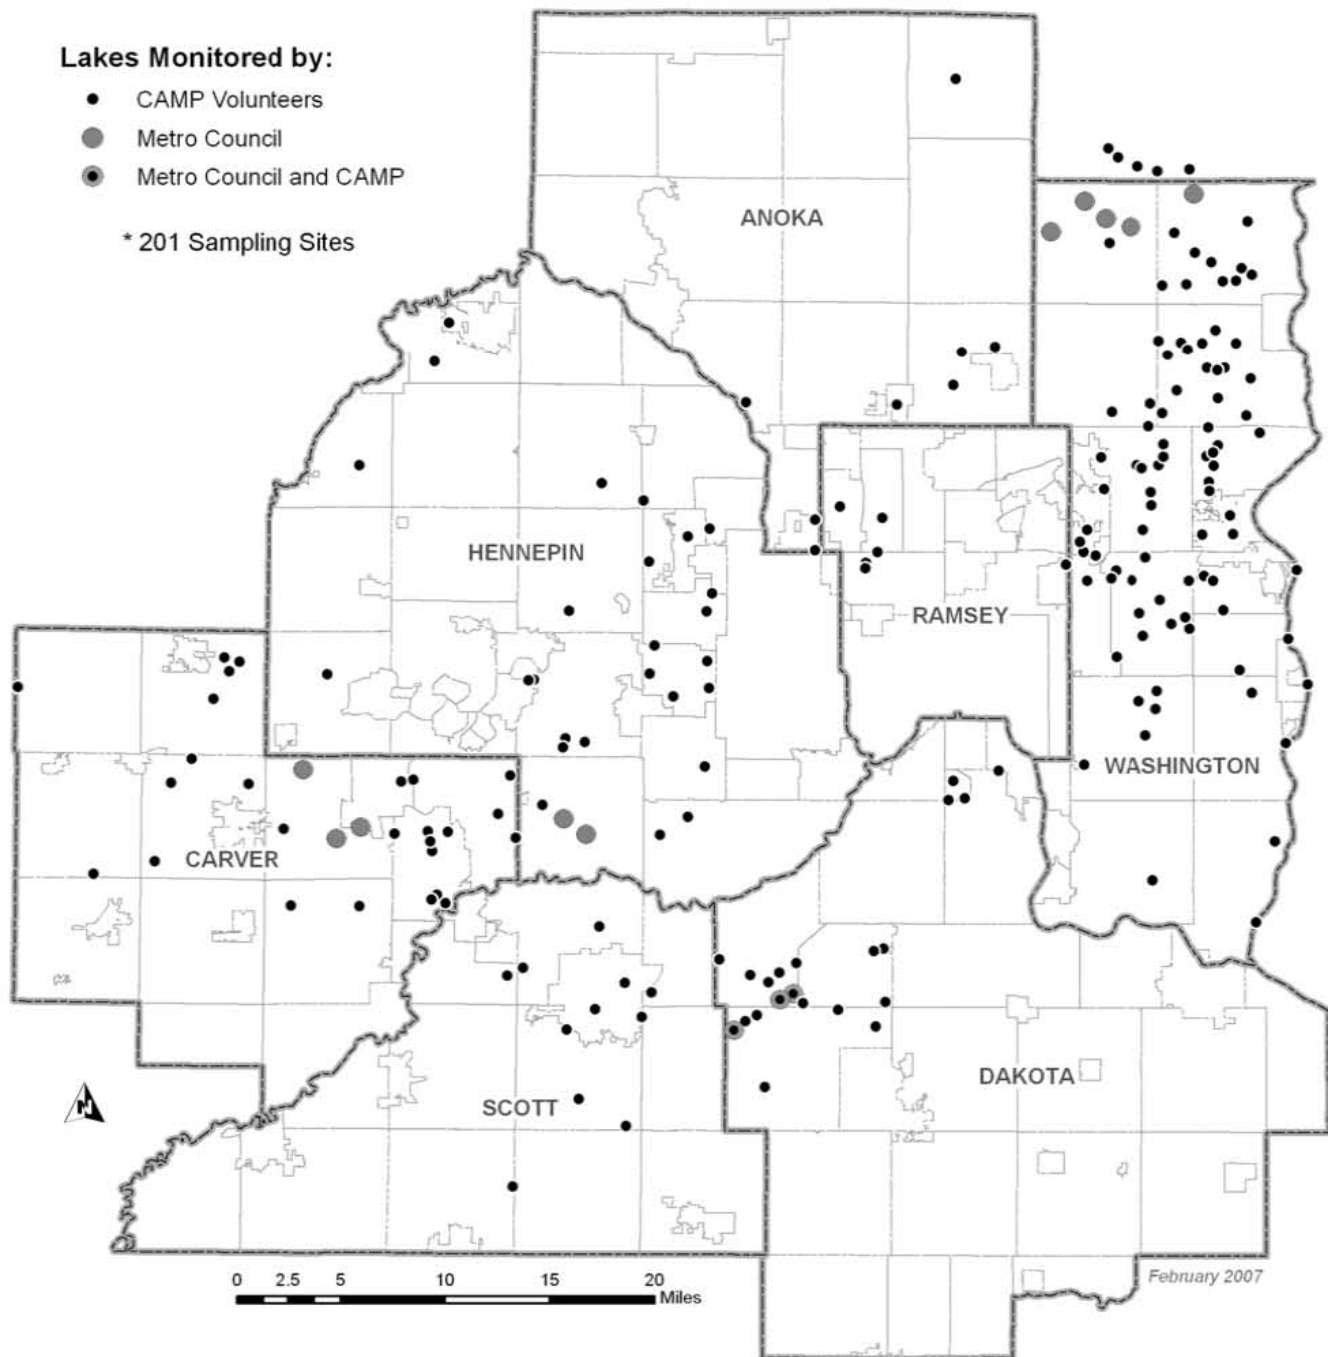 Lakes Monitored by:
CAMP Volunteers
Metro Council
Metro Council and CAMP
* 201 Sampling Sites
ANOKA
HENNEPIN
RAMSEY
WASHINGTON
CARVER
DAKOTA
SCOTT
N
0 2.5 5 10 15 20
Miles
February 2007